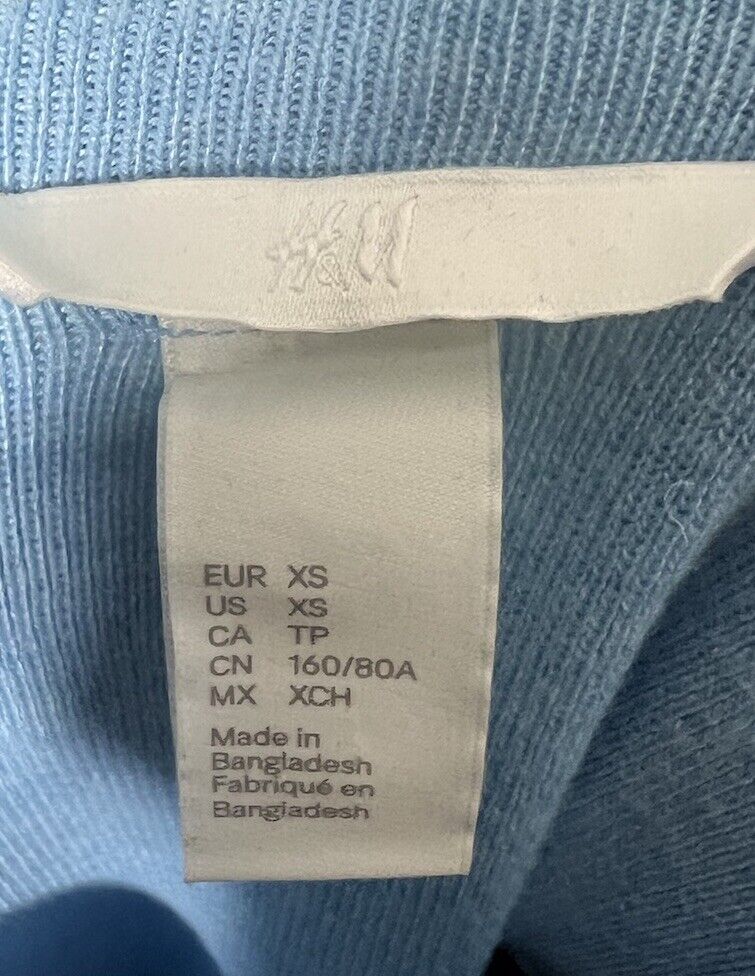 H&M
EUR XS
US XS
CA TP
CN 160/80A
MX XCH
Made in
Bangladesh
Fabriqué en
Bangladesh